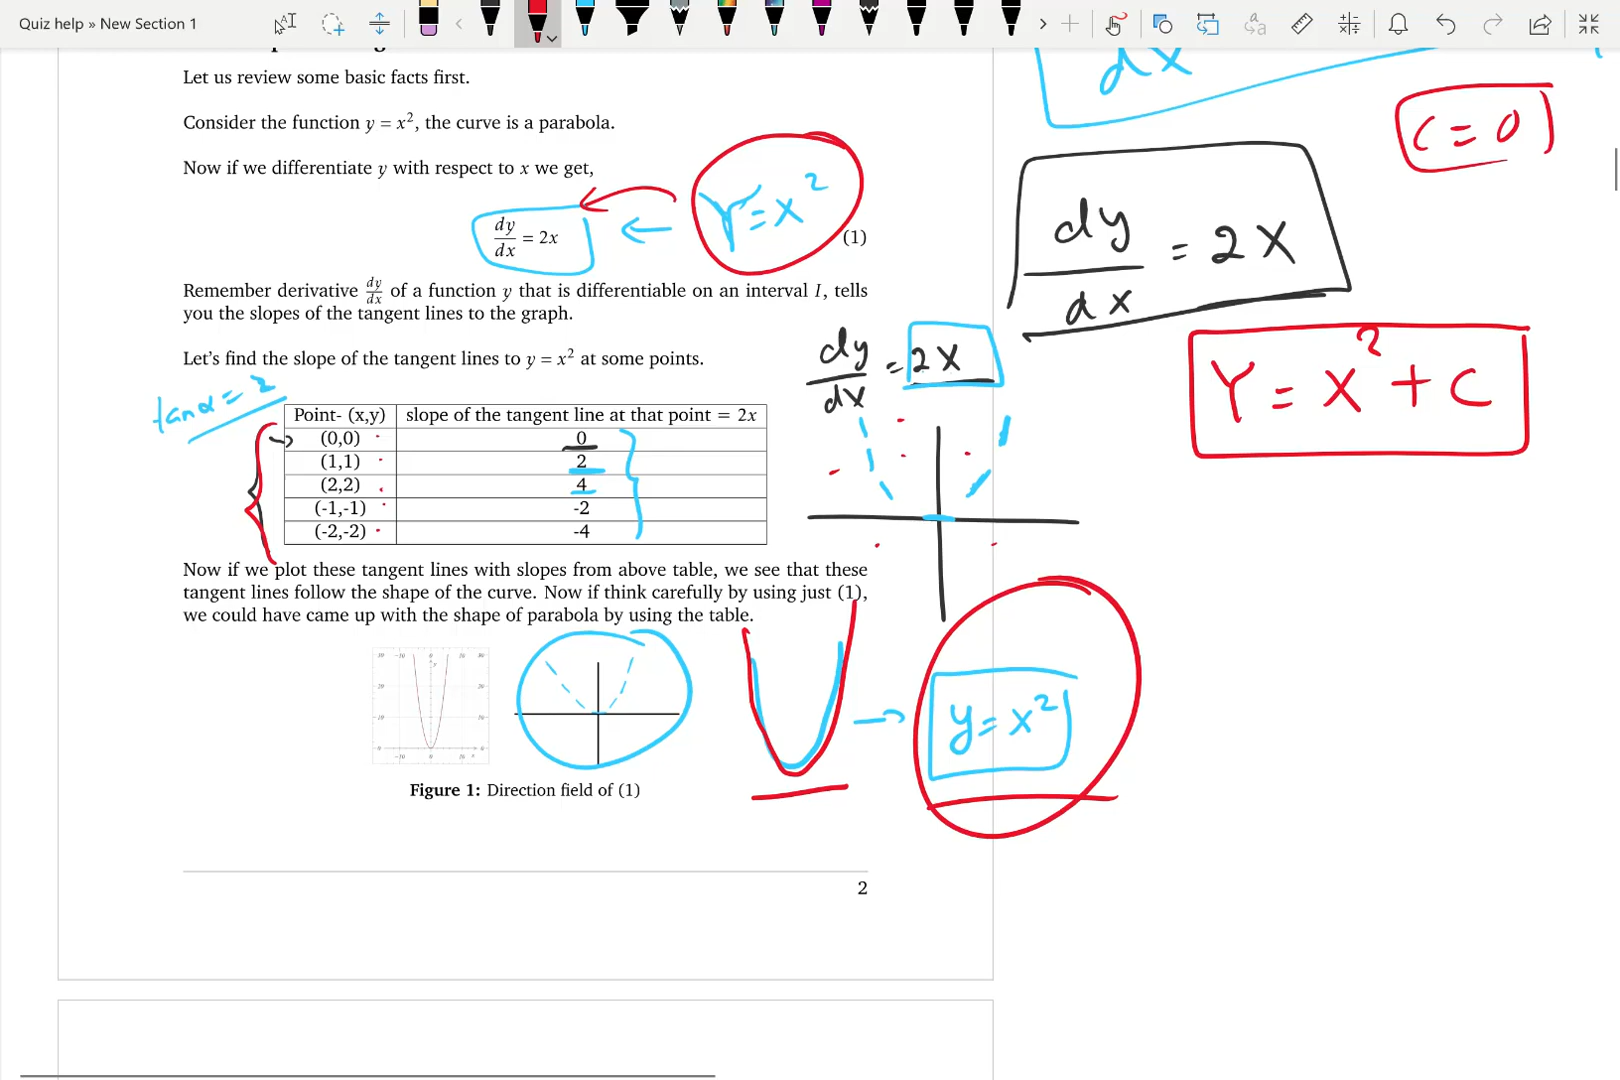 Quiz help » New Section 1
Let us review some basic facts first.
Consider the function y = x², the curve is a parabola.
Now if we differentiate y with respect to x we get,
dy/dx = 2x
(1)
Y = x²
Remember derivative dy/dx of a function y that is differentiable on an interval I, tells
you the slopes of the tangent lines to the graph.
Let's find the slope of the tangent lines to y = x² at some points.
tanα = 2
Point- (x,y) slope of the tangent line at that point = 2x
(0,0) 0
(1,1) 2
(2,2) 4
(-1,-1) -2
(-2,-2) -4
Now if we plot these tangent lines with slopes from above table, we see that these
tangent lines follow the shape of the curve. Now if think carefully by using just (1),
we could have came up with the shape of parabola by using the table.
Figure 1: Direction field of (1)
2
dx
C = 0
dy/dx = 2X
Y = X² + C
dy/dx = 2X
y = x²